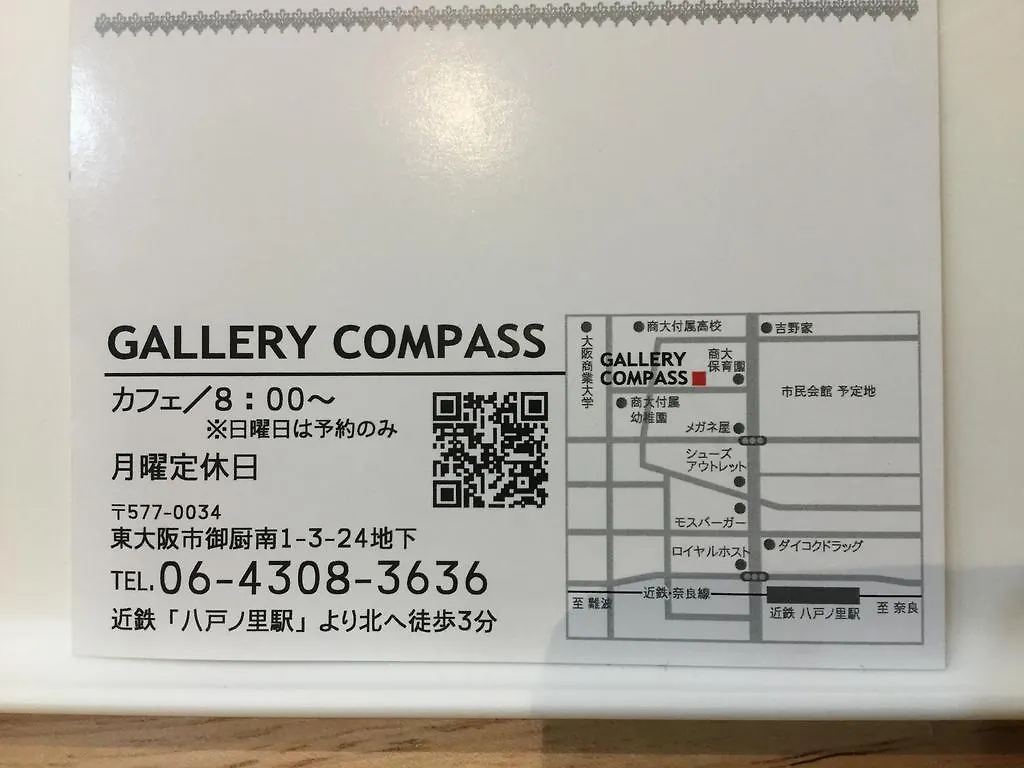 GALLERY COMPASS
カフェ／8：00～
※日曜日は予約のみ
月曜定休日
〒577-0034
東大阪市御厨南1-3-24地下
TEL.06-4308-3636
近鉄「八戸ノ里駅」より北へ徒歩3分
大阪商業大学
商大付属高校
吉野家
GALLERY
COMPASS
商大
保育園
市民会館 予定地
商大付属
幼稚園
メガネ屋
シューズ
アウトレット
モスバーガー
ロイヤルホスト
ダイコクドラッグ
至 難波
近鉄・奈良線
近鉄 八戸ノ里駅
至 奈良